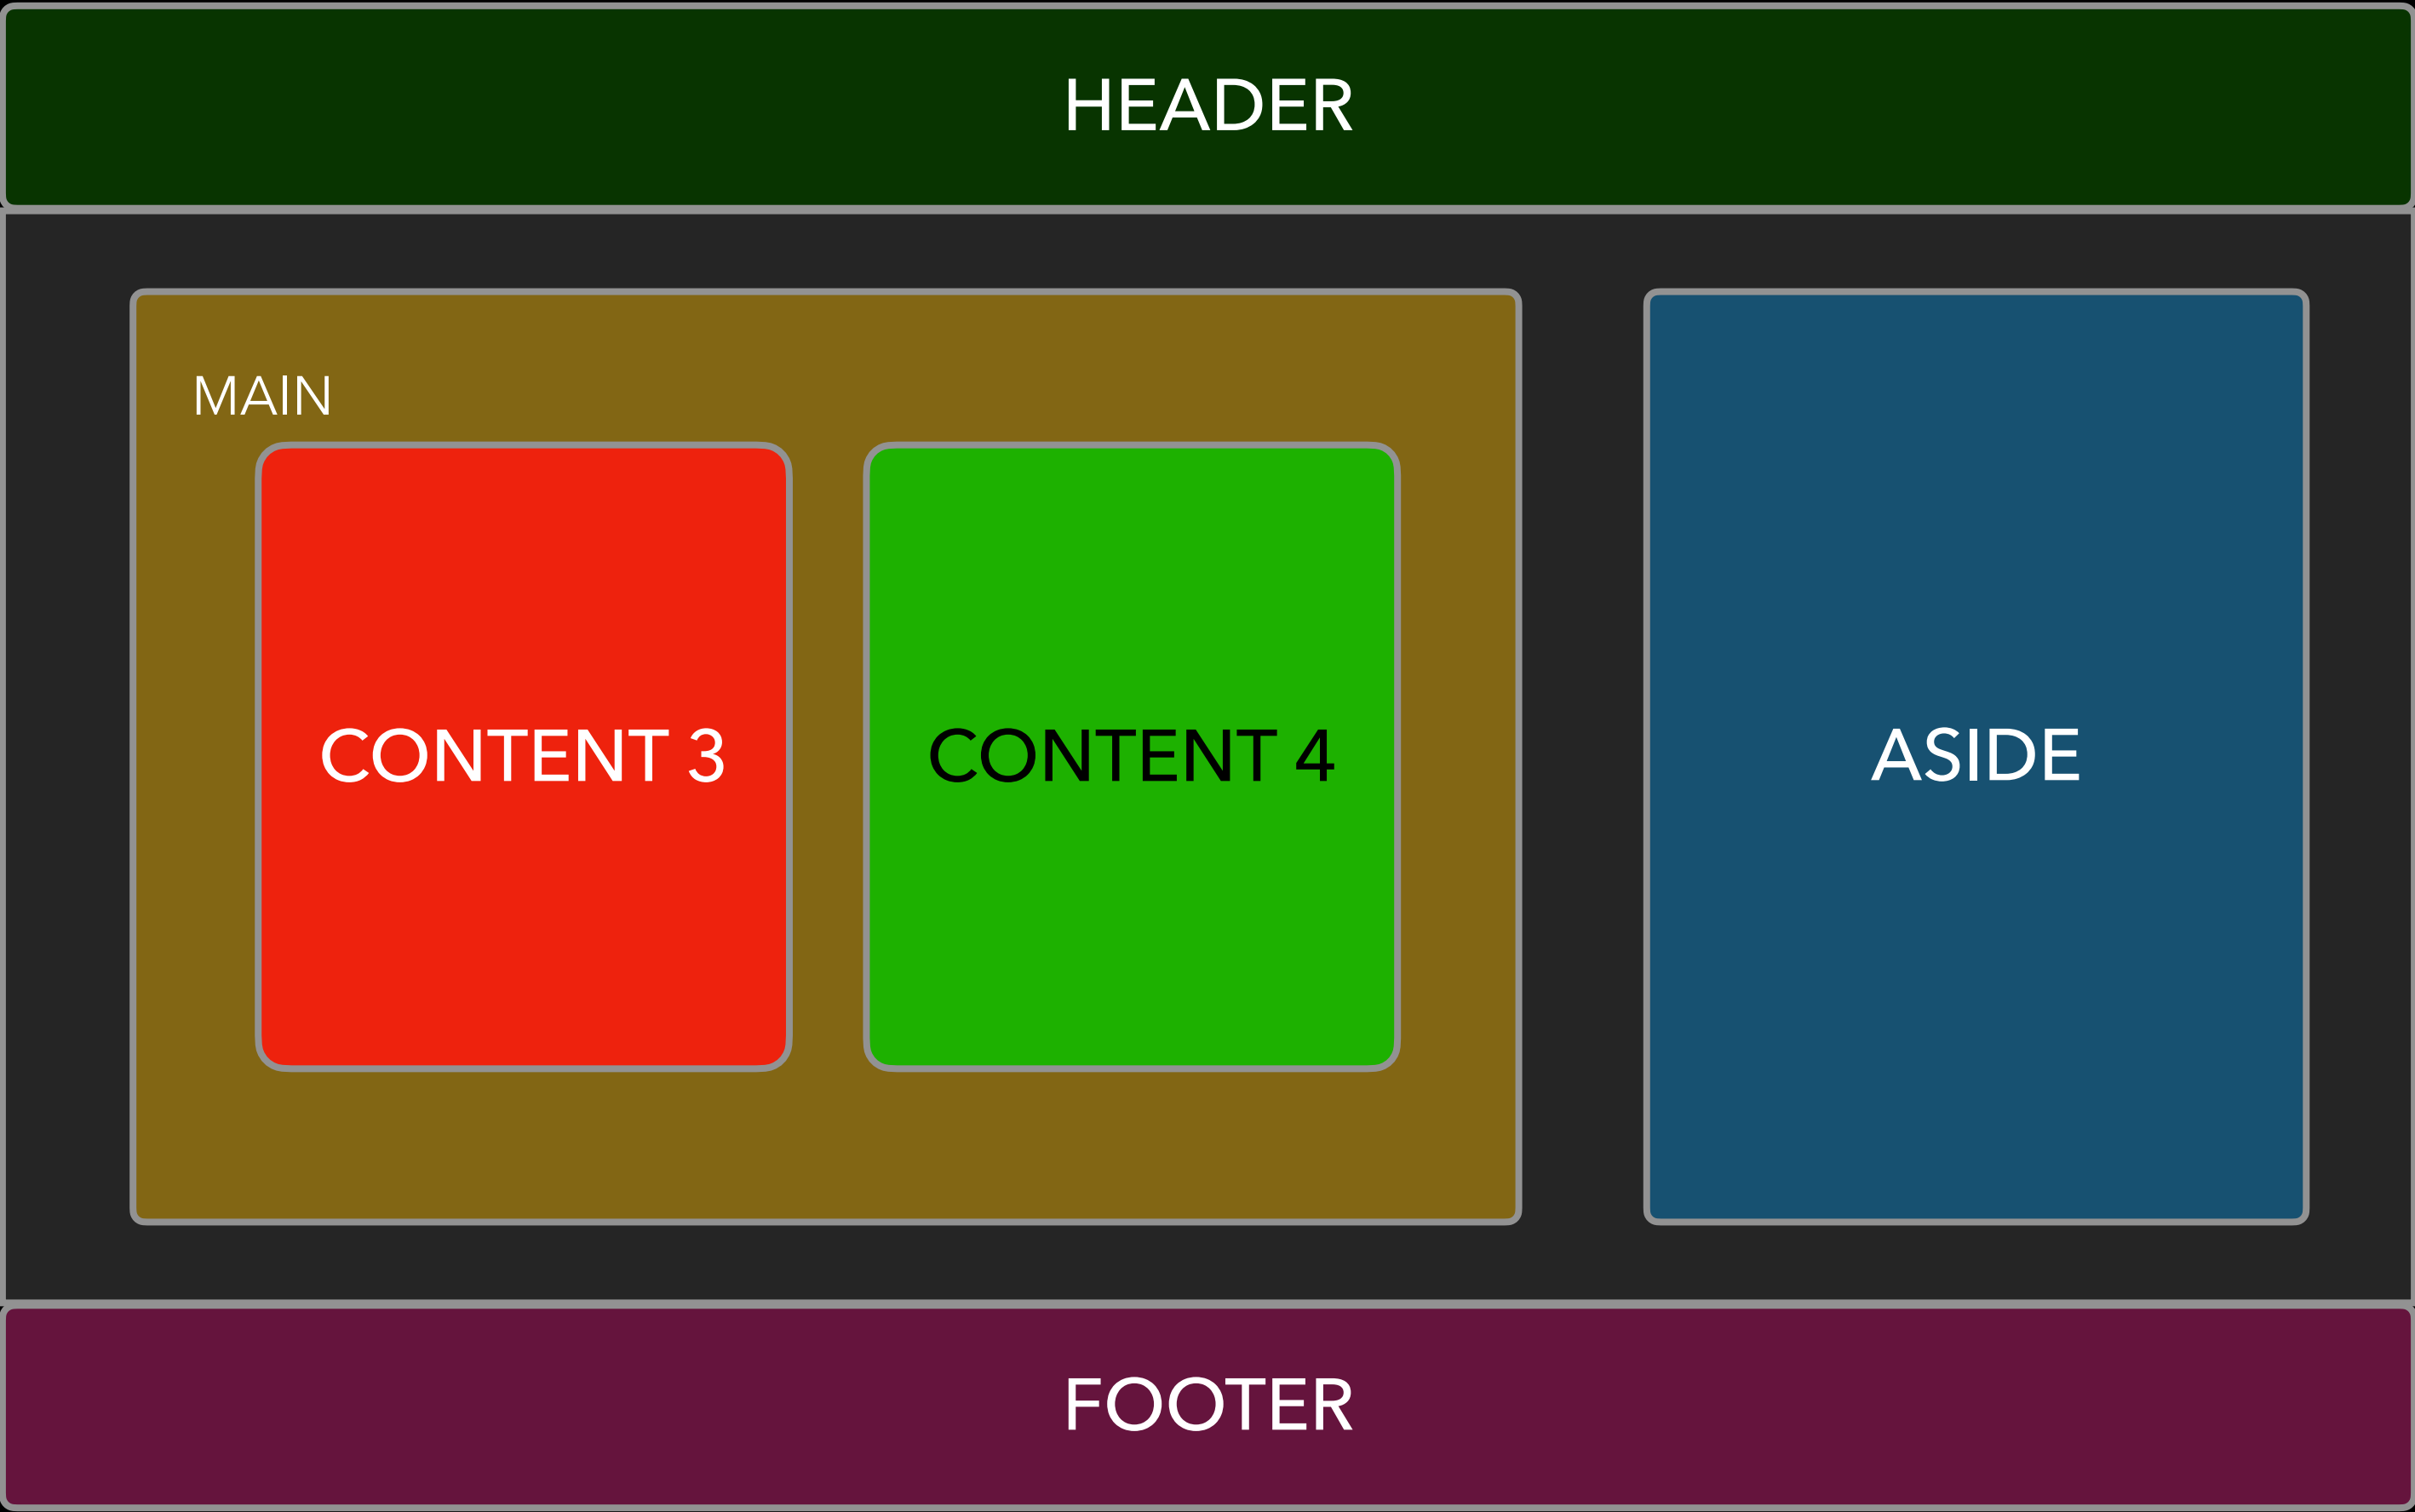 HEADER
MAIN
CONTENT 3
CONTENT 4
ASIDE
FOOTER